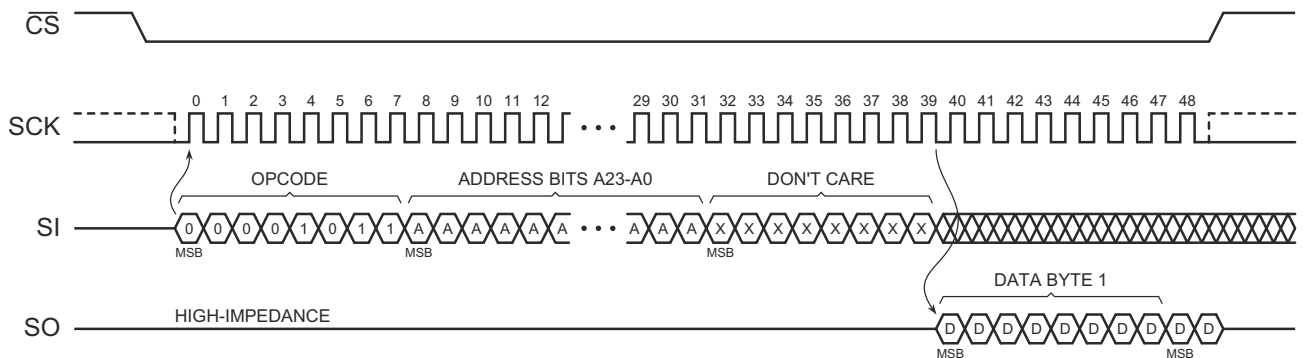 CS
0 1 2 3 4 5 6 7 8 9 10 11 12 29 30 31 32 33 34 35 36 37 38 39 40 41 42 43 44 45 46 47 48
SCK
OPCODE ADDRESS BITS A23-A0 DON'T CARE
SI 0 0 0 0 1 0 1 1 A A A A A A A A A X X X X X X X X
MSB MSB MSB
DATA BYTE 1
HIGH-IMPEDANCE
SO D D D D D D D D D D
MSB MSB